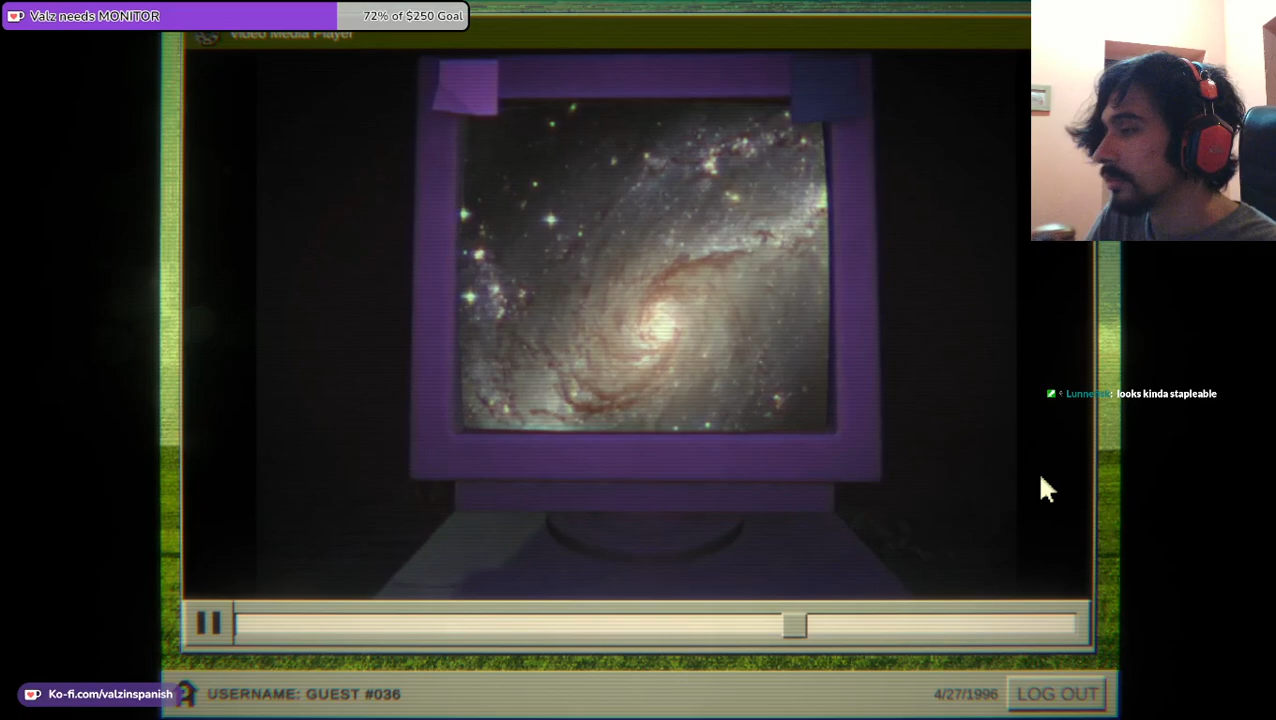 Valz needs MONITOR
72% of $250 Goal
Video Media Player
looks kinda stapleable
Ko-fi.com/valzinspanish
USERNAME: GUEST #036
4/27/1996
LOG OUT